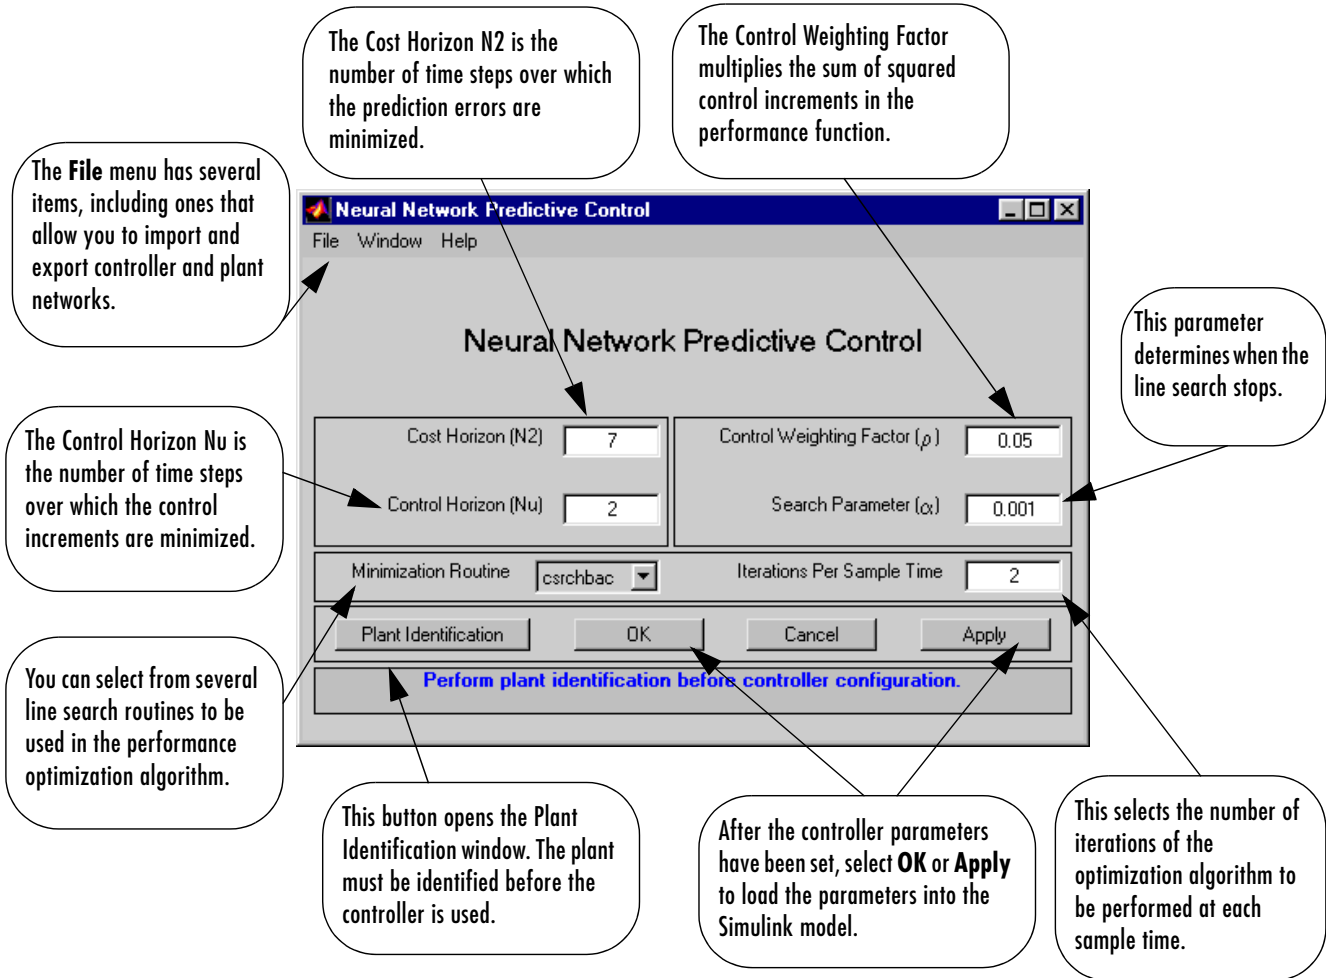 The Cost Horizon N2 is the
number of time steps over which
the prediction errors are
minimized.
The Control Weighting Factor
multiplies the sum of squared
control increments in the
performance function.
The File menu has several
items, including ones that
allow you to import and
export controller and plant
networks.
Neural Network Predictive Control
File Window Help
Neural Network Predictive Control
This parameter
determines when the
line search stops.
The Control Horizon Nu is
the number of time steps
over which the control
increments are minimized.
Cost Horizon (N2) 7
Control Weighting Factor (ρ) 0.05
Control Horizon (Nu) 2
Search Parameter (α) 0.001
Minimization Routine csrchbac
Iterations Per Sample Time 2
Plant Identification OK Cancel Apply
Perform plant identification before controller configuration.
You can select from several
line search routines to be
used in the performance
optimization algorithm.
This button opens the Plant
Identification window. The plant
must be identified before the
controller is used.
After the controller parameters
have been set, select OK or Apply
to load the parameters into the
Simulink model.
This selects the number of
iterations of the
optimization algorithm to
be performed at each
sample time.